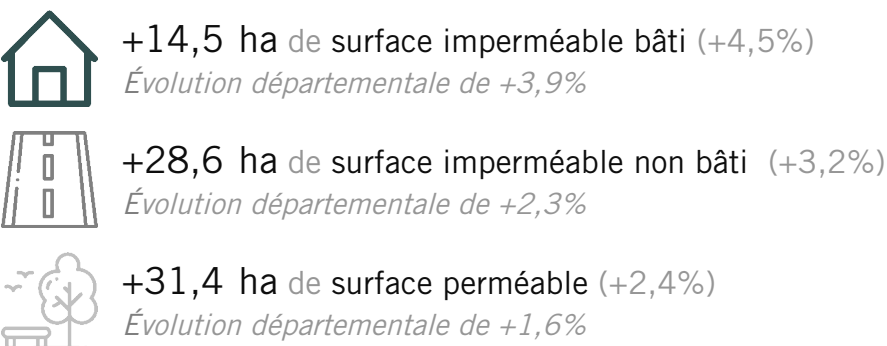 +14,5 ha de surface imperméable bâti (+4,5%)
Évolution départementale de +3,9%
+28,6 ha de surface imperméable non bâti (+3,2%)
Évolution départementale de +2,3%
+31,4 ha de surface perméable (+2,4%)
Évolution départementale de +1,6%